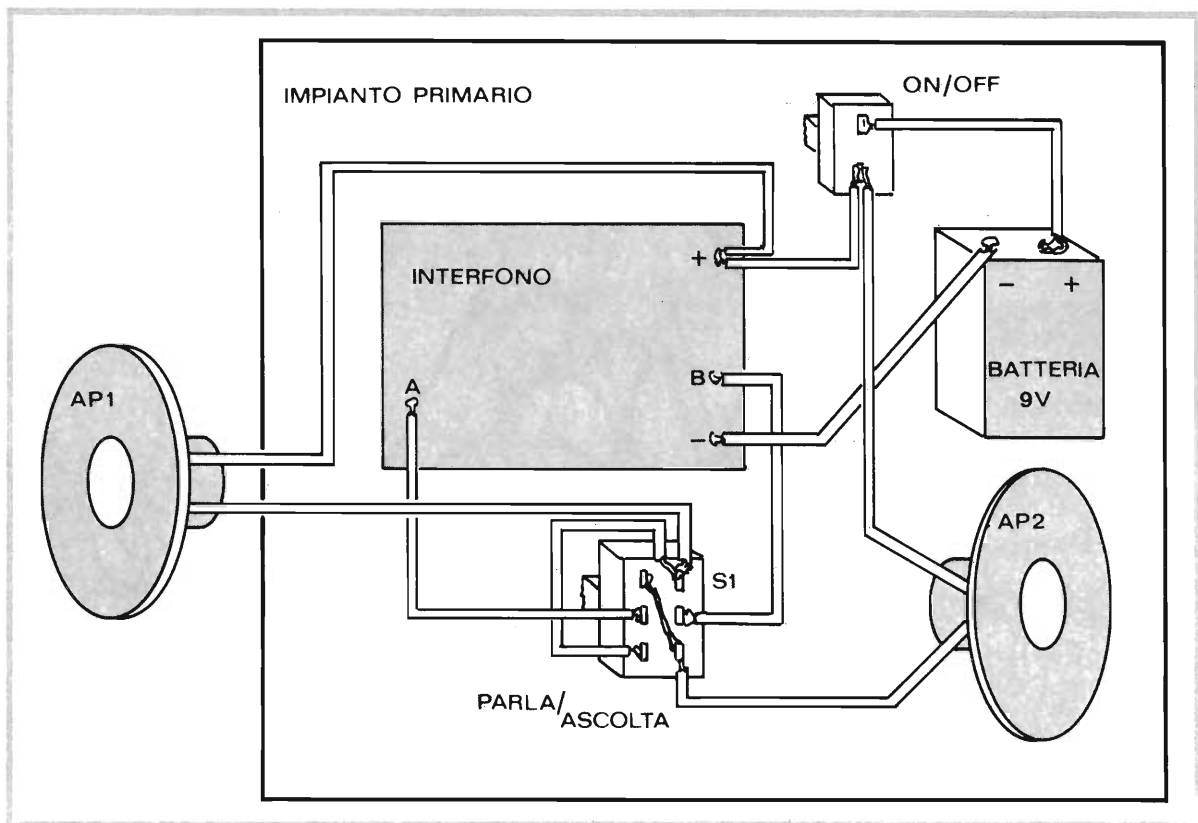 IMPIANTO PRIMARIO
ON/OFF
INTERFONO
+
- +
BATTERIA
9V
AP1
A
B
-
AP2
S1
PARLA/
ASCOLTA